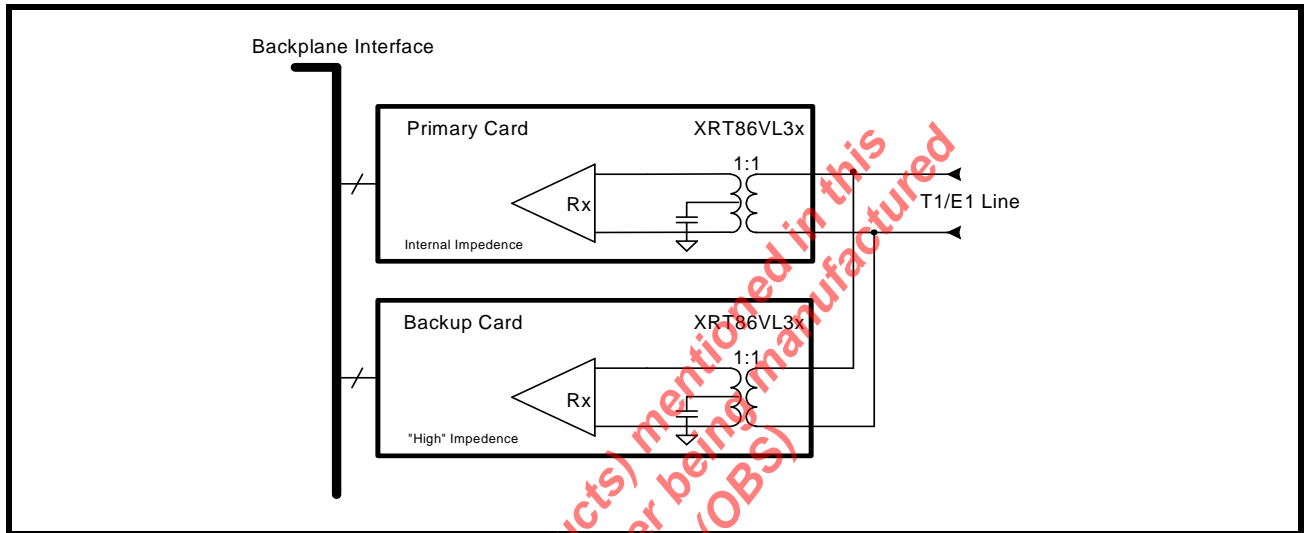 Backplane Interface
Primary Card XRT86VL3x
1:1
Rx
Internal Impedence
T1/E1 Line
Backup Card XRT86VL3x
1:1
Rx
"High" Impedence
mentioned in this
being manufactured
(OBS)